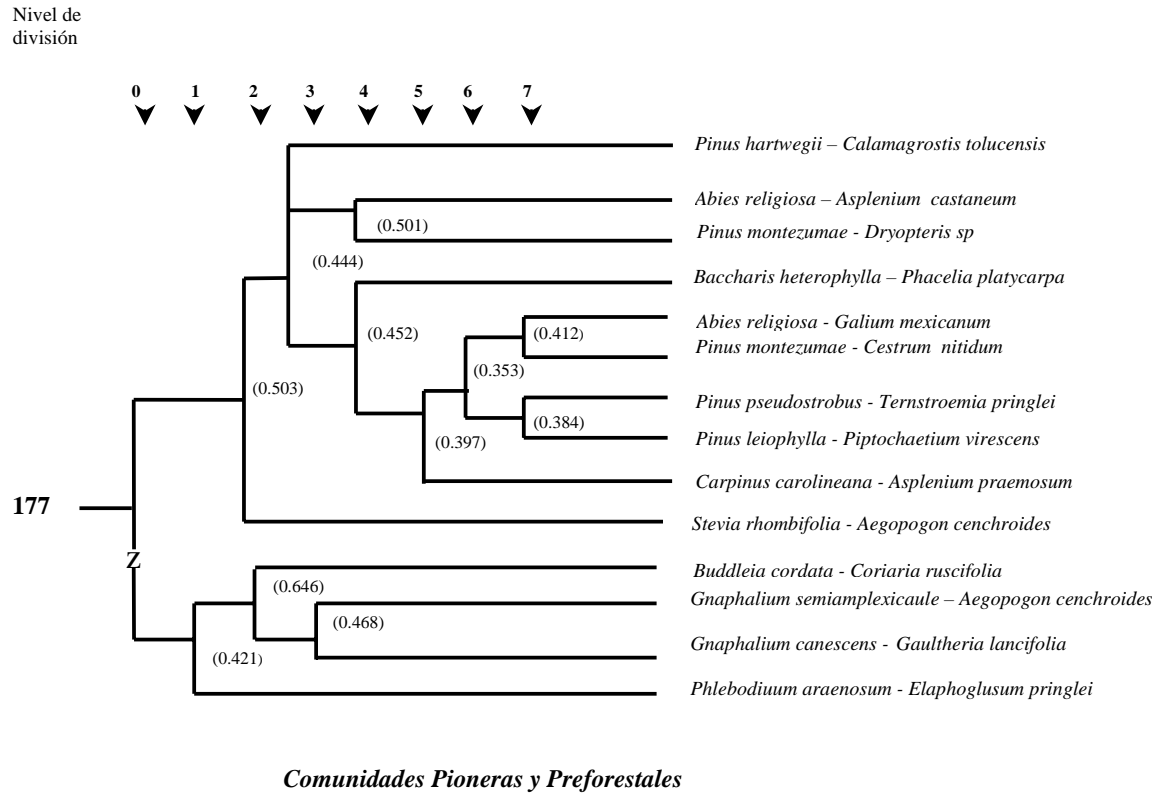 Nivel de
división
0 1 2 3 4 5 6 7
Pinus hartwegii – Calamagrostis tolucensis
Abies religiosa – Asplenium castaneum
(0.501)
Pinus montezumae - Dryopteris sp
(0.444)
Baccharis heterophylla – Phacelia platycarpa
Abies religiosa - Galium mexicanum
(0.452)
(0.412)
Pinus montezumae - Cestrum nitidum
(0.353)
(0.503)
Pinus pseudostrobus - Ternstroemia pringlei
(0.384)
Pinus leiophylla - Piptochaetium virescens
(0.397)
Carpinus carolineana - Asplenium praemosum
177
Stevia rhombifolia - Aegopogon cenchroides
Z
Buddleia cordata - Coriaria ruscifolia
(0.646)
Gnaphalium semiamplexicaule – Aegopogon cenchroides
(0.468)
Gnaphalium canescens - Gaultheria lancifolia
(0.421)
Phlebodiuum araenosum - Elaphoglusum pringlei
Comunidades Pioneras y Preforestales